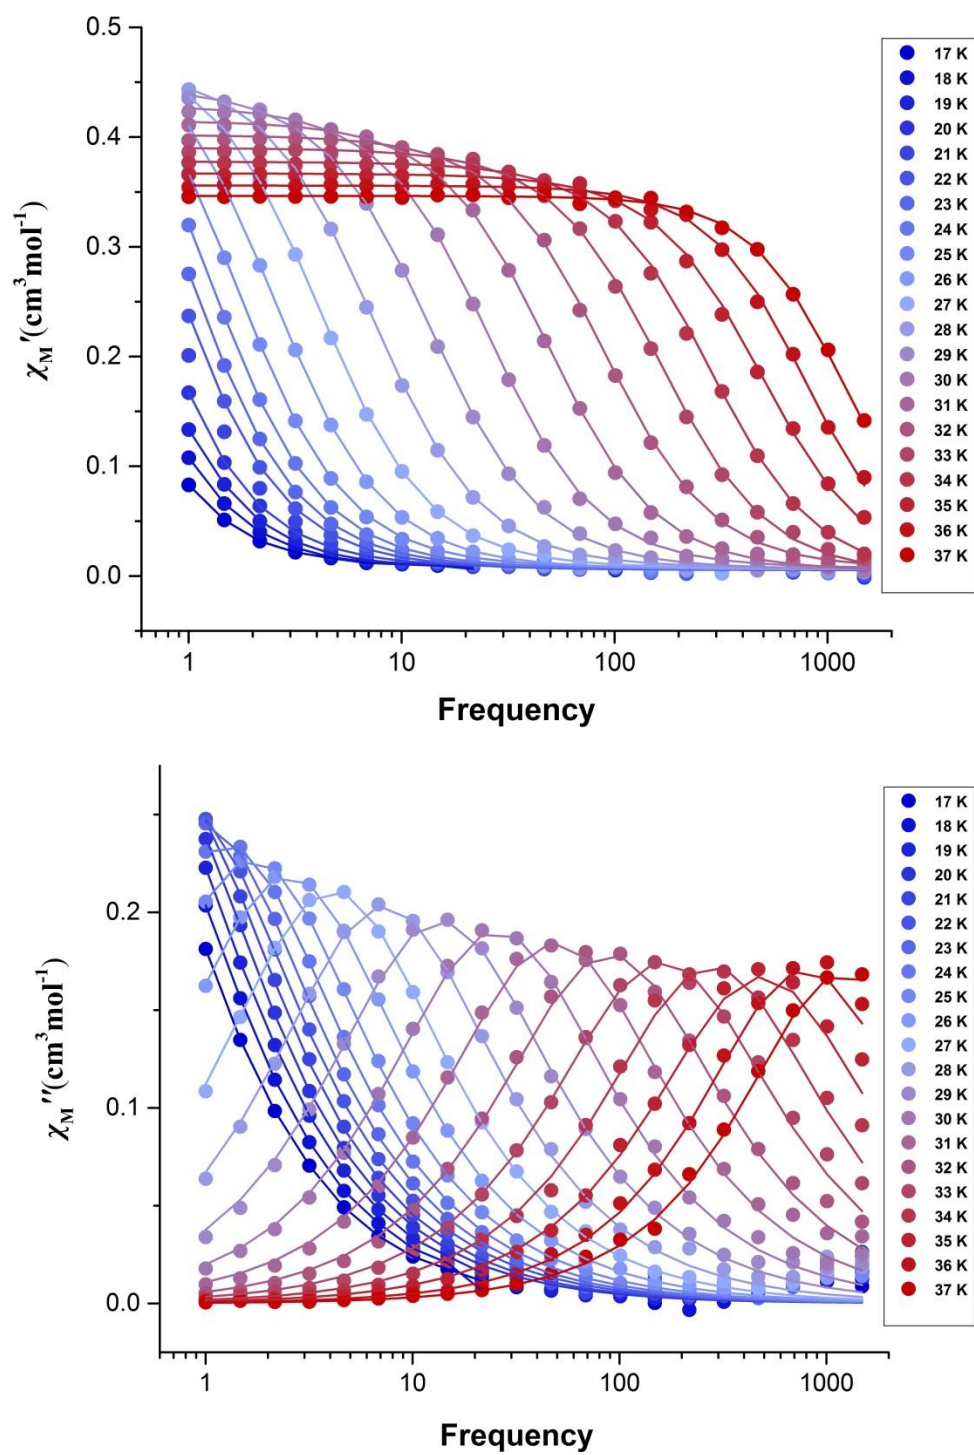 0.5
0.4
0.3
0.2
0.1
0.0
χM′(cm³mol⁻¹)
1 10 100 1000
Frequency
17 K
18 K
19 K
20 K
21 K
22 K
23 K
24 K
25 K
26 K
27 K
28 K
29 K
30 K
31 K
32 K
33 K
34 K
35 K
36 K
37 K
0.2
0.1
0.0
χM″(cm³mol⁻¹)
1 10 100 1000
Frequency
17 K
18 K
19 K
20 K
21 K
22 K
23 K
24 K
25 K
26 K
27 K
28 K
29 K
30 K
31 K
32 K
33 K
34 K
35 K
36 K
37 K